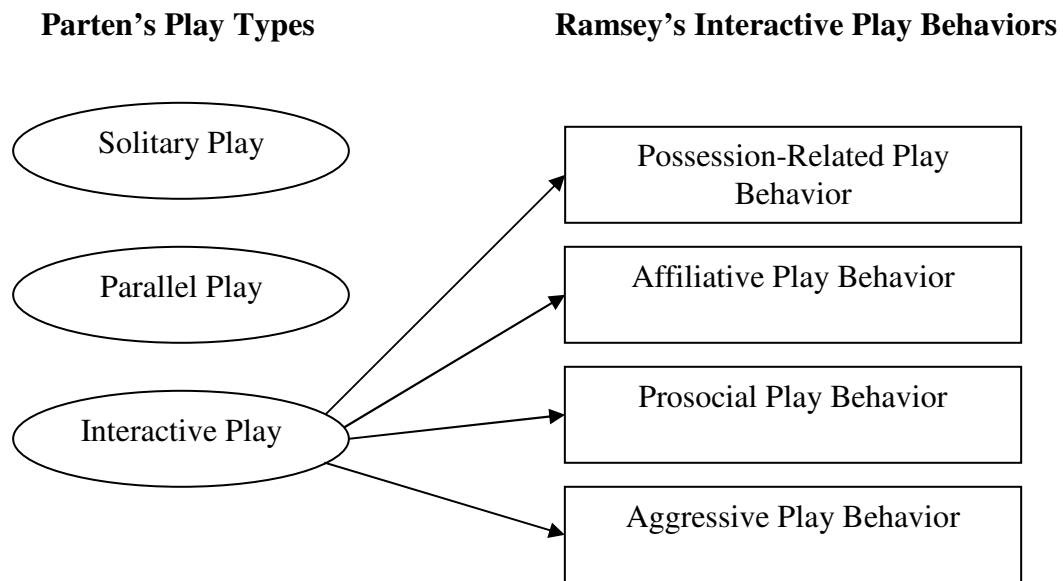 Parten’s Play Types
Ramsey’s Interactive Play Behaviors
Solitary Play
Parallel Play
Interactive Play
Possession-Related Play
Behavior
Affiliative Play Behavior
Prosocial Play Behavior
Aggressive Play Behavior